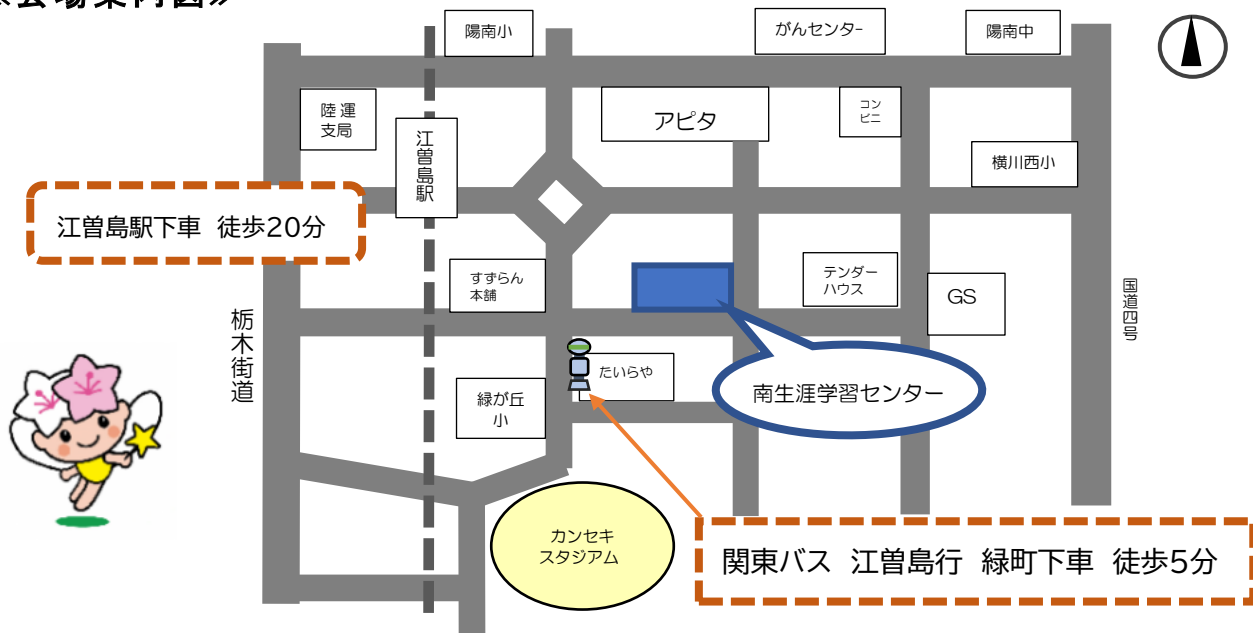 ≪会場案内図≫
陽南小
がんセンター
陽南中
陸運
支局
江曽島駅
アピタ
コン
ビニ
横川西小
江曽島駅下車 徒歩20分
すずらん
本舗
テンダー
ハウス
GS
国道四号
栃木街道
たいらや
南生涯学習センター
緑が丘
小
カンセキ
スタジアム
関東バス 江曽島行 緑町下車 徒歩5分